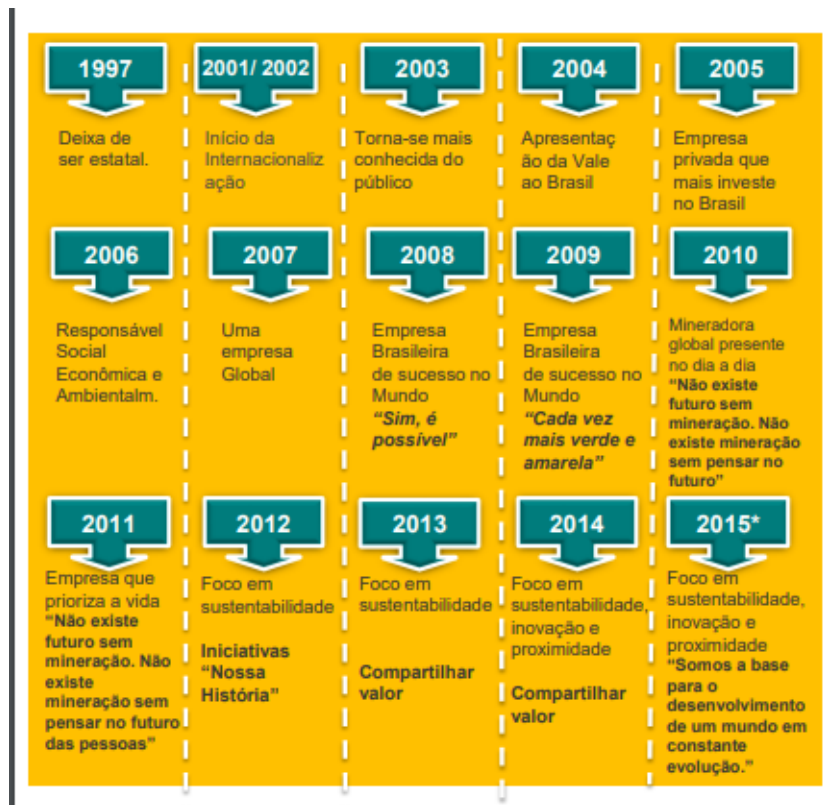 1997
Deixa de
ser estatal.
2001/ 2002
Início da
Internacionaliz
ação
2003
Torna-se mais
conhecida do
público
2004
Apresentaç
ão da Vale
ao Brasil
2005
Empresa
privada que
mais investe
no Brasil
2006
Responsável
Social
Econômica e
Ambientalm.
2007
Uma
empresa
Global
2008
Empresa
Brasileira
de sucesso no
Mundo
“Sim, é
possível”
2009
Empresa
Brasileira
de sucesso no
Mundo
“Cada vez
mais verde e
amarela”
2010
Mineradora
global presente
no dia a dia
“Não existe
futuro sem
mineração. Não
existe mineração
sem pensar no
futuro”
2011
Empresa que
prioriza a vida
“Não existe
futuro sem
mineração. Não
existe
mineração sem
pensar no futuro
das pessoas”
2012
Foco em
sustentabilidade
Iniciativas
“Nossa
História”
2013
Foco em
sustentabilidade
Compartilhar
valor
2014
Foco em
sustentabilidade,
inovação e
proximidade
Compartilhar
valor
2015*
Foco em
sustentabilidade,
inovação e
proximidade
“Somos a base
para o
desenvolvimento
de um mundo em
constante
evolução.”